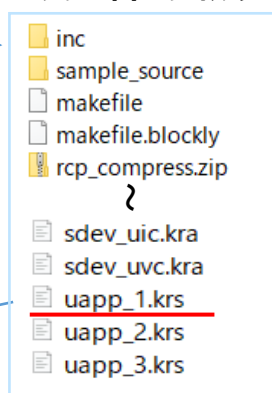 inc
sample_source
makefile
makefile.blockly
rcp_compress.zip
sdev_uic.kra
sdev_uvc.kra
uapp_1.krs
uapp_2.krs
uapp_3.krs